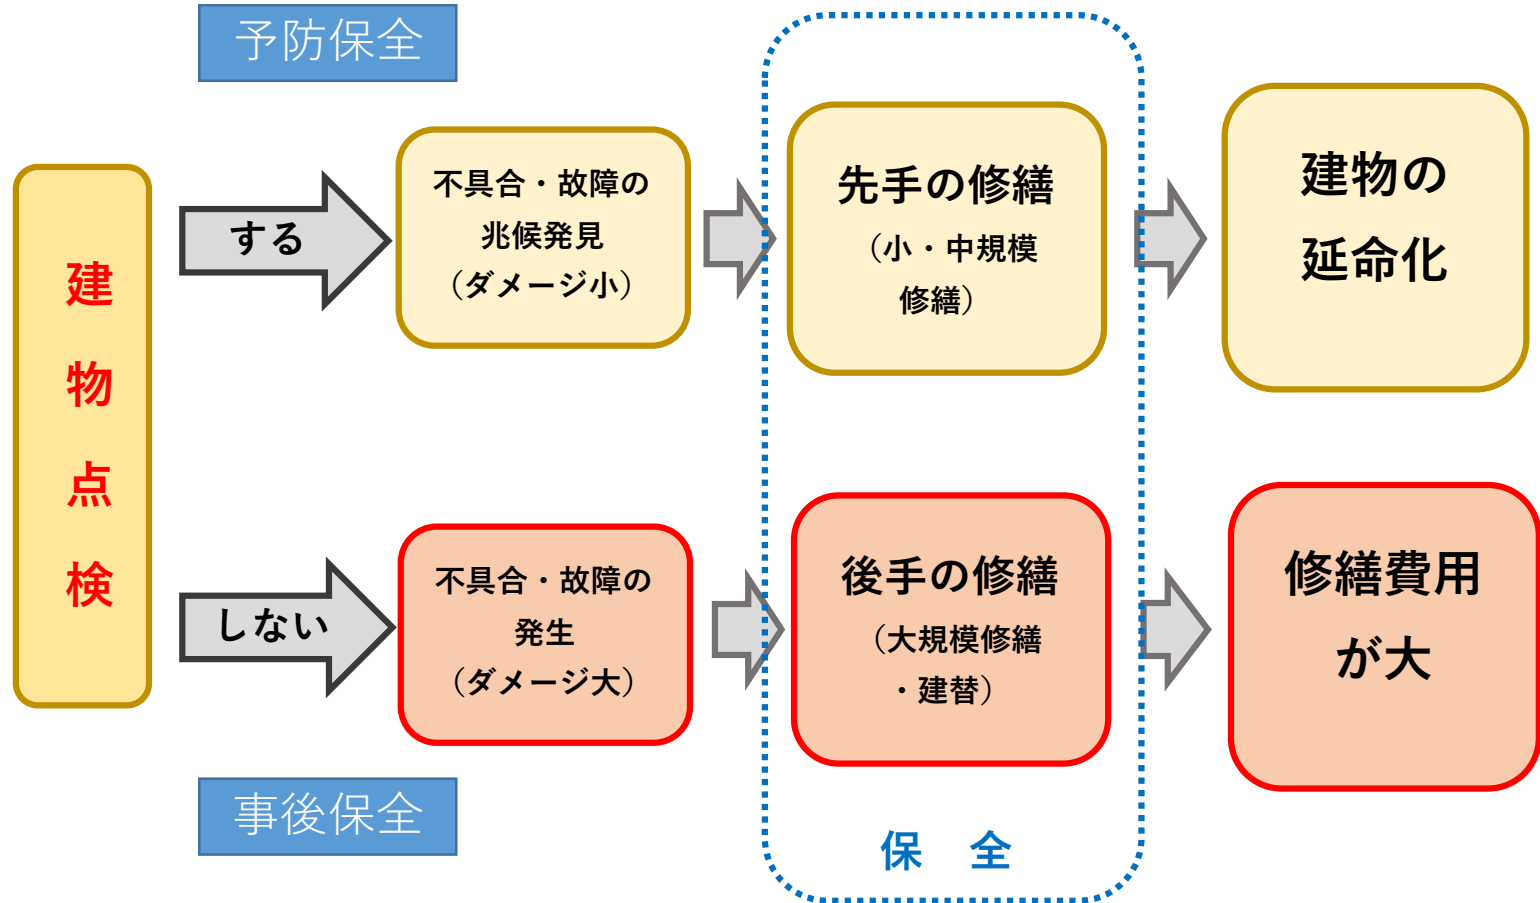 予防保全
建
物
点
検
する
不具合・故障の
兆候発見
（ダメージ小）
先手の修繕
（小・中規模
修繕）
建物の
延命化
しない
不具合・故障の
発生
（ダメージ大）
後手の修繕
（大規模修繕
・建替）
修繕費用
が大
事後保全
保　全